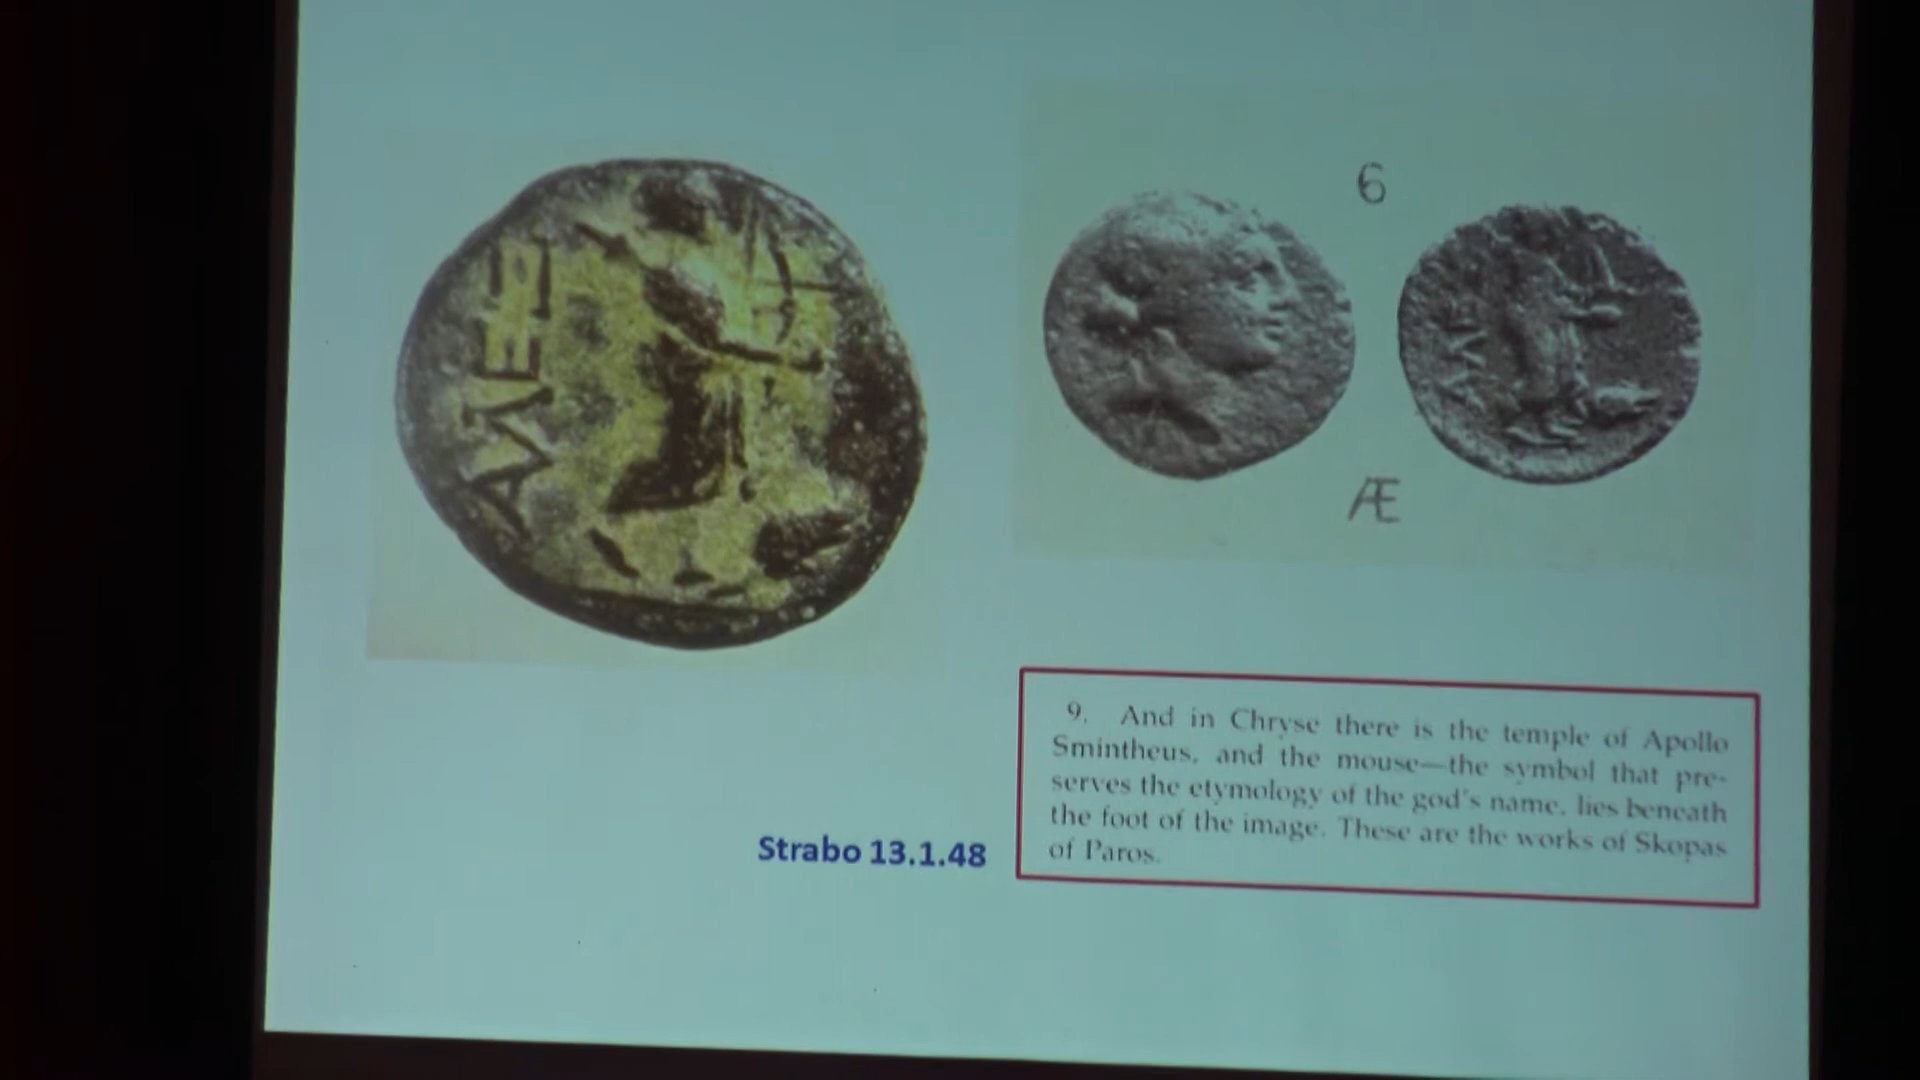 ΑΛΕΞ
6
Æ
9. And in Chryse there is the temple of Apollo
Smintheus, and the mouse—the symbol that pre-
serves the etymology of the god's name, lies beneath
the foot of the image. These are the works of Skopas
of Paros.
Strabo 13.1.48